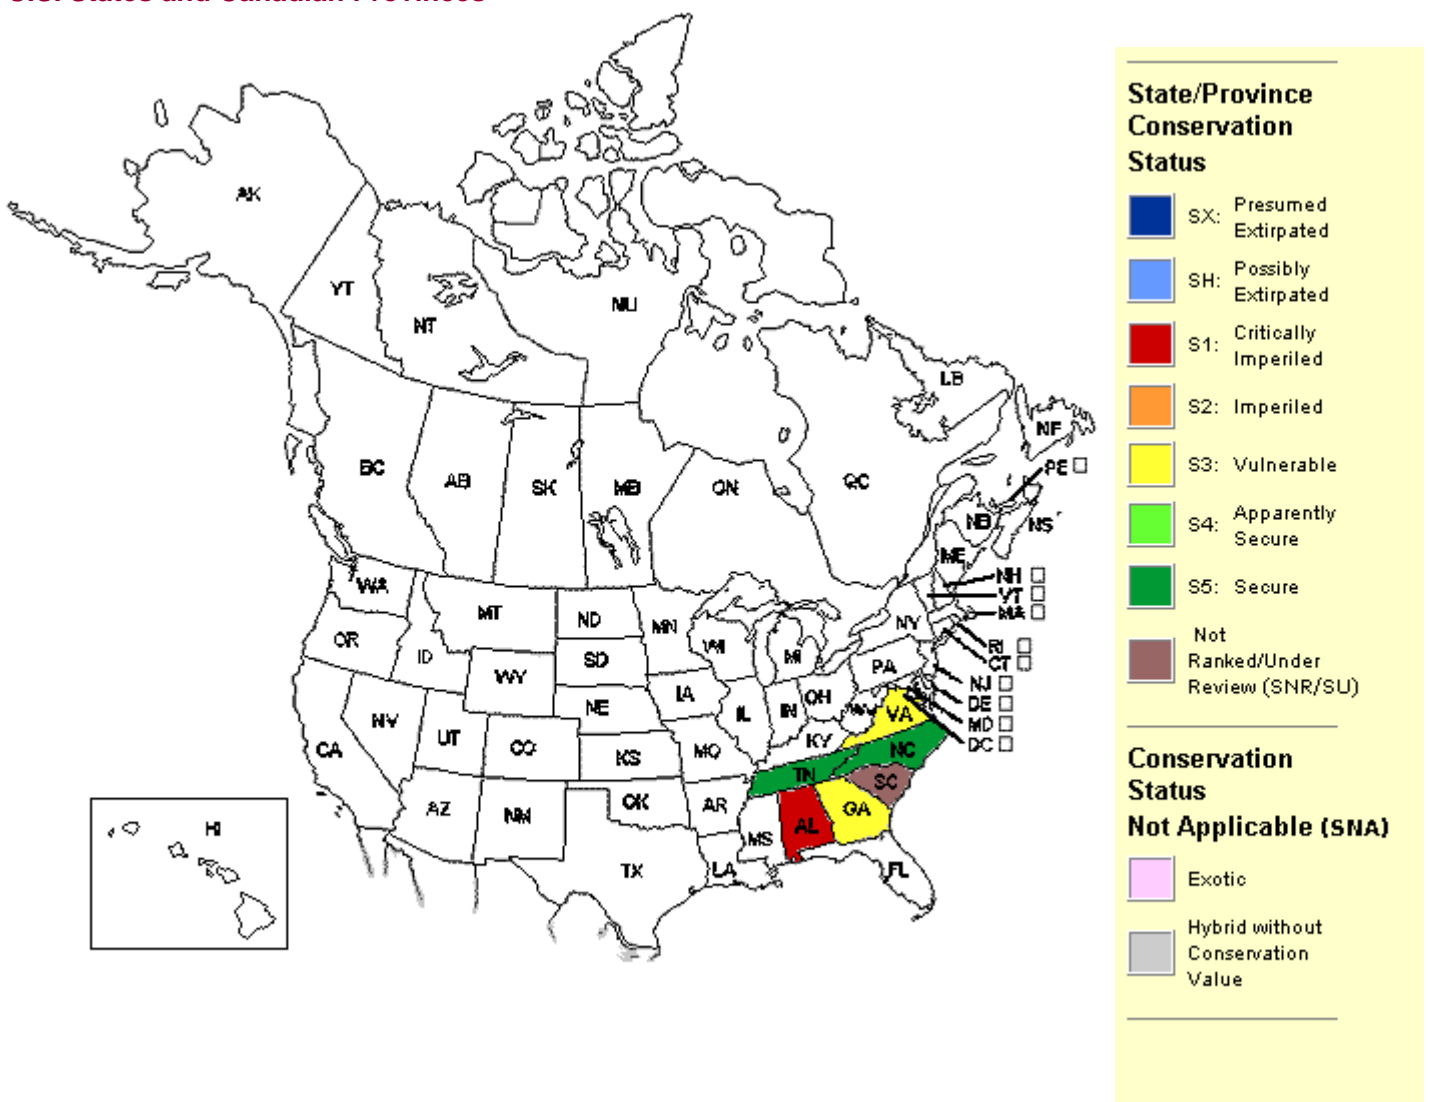 U.S. States and Canadian Provinces
AK
YT
NT
NU
LB
NF
PE
BC
AB
SK
MB
ON
QC
NB
NS
ME
NH
VT
MA
WA
MT
ND
MN
NY
OR
ID
SD
WI
MI
RI
CT
WY
PA
NJ
IA
OH
DE
NE
IL
IN
WV
VA
MD
NV
UT
CO
KS
MO
KY
NC
DC
CA
TN
SC
AZ
NM
OK
AR
GA
AL
MS
TX
LA
FL
HI
State/Province
Conservation
Status
SX: Presumed
Extirpated
SH: Possibly
Extirpated
S1: Critically
Imperiled
S2: Imperiled
S3: Vulnerable
S4: Apparently
Secure
S5: Secure
Not
Ranked/Under
Review (SNR/SU)
Conservation
Status
Not Applicable (SNA)
Exotic
Hybrid without
Conservation
Value